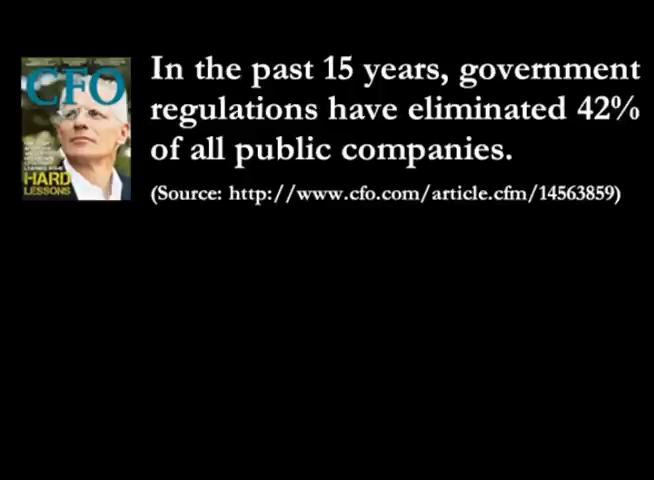 CFO
HARD
LESSONS
In the past 15 years, government
regulations have eliminated 42%
of all public companies.
(Source: http://www.cfo.com/article.cfm/14563859)